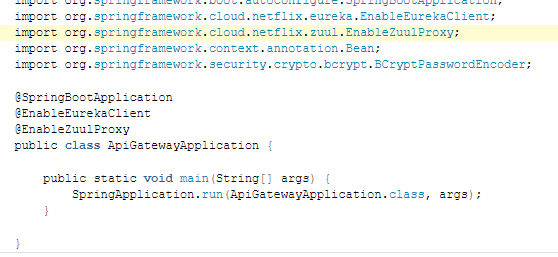 import org.springframework.boot.autoconfigure.SpringBootApplication;
import org.springframework.cloud.netflix.eureka.EnableEurekaClient;
import org.springframework.cloud.netflix.zuul.EnableZuulProxy;
import org.springframework.context.annotation.Bean;
import org.springframework.security.crypto.bcrypt.BCryptPasswordEncoder;
@SpringBootApplication
@EnableEurekaClient
@EnableZuulProxy
public class ApiGatewayApplication {
public static void main(String[] args) {
SpringApplication.run(ApiGatewayApplication.class, args);
}
}